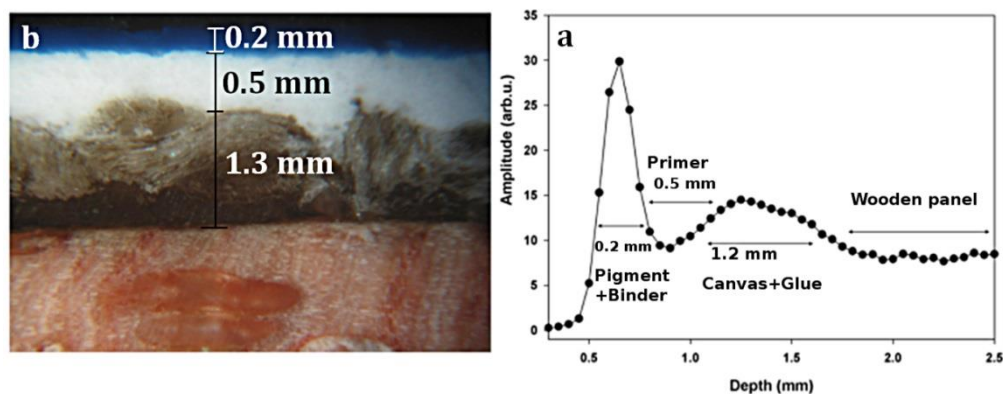 b
0.2 mm
0.5 mm
1.3 mm
a
35
30
25
20
15
10
5
0
Amplitude (arb.u.)
Primer
0.5 mm
Wooden panel
0.2 mm
1.2 mm
Pigment
+Binder
Canvas+Glue
0.5
1.0
1.5
2.0
2.5
Depth (mm)